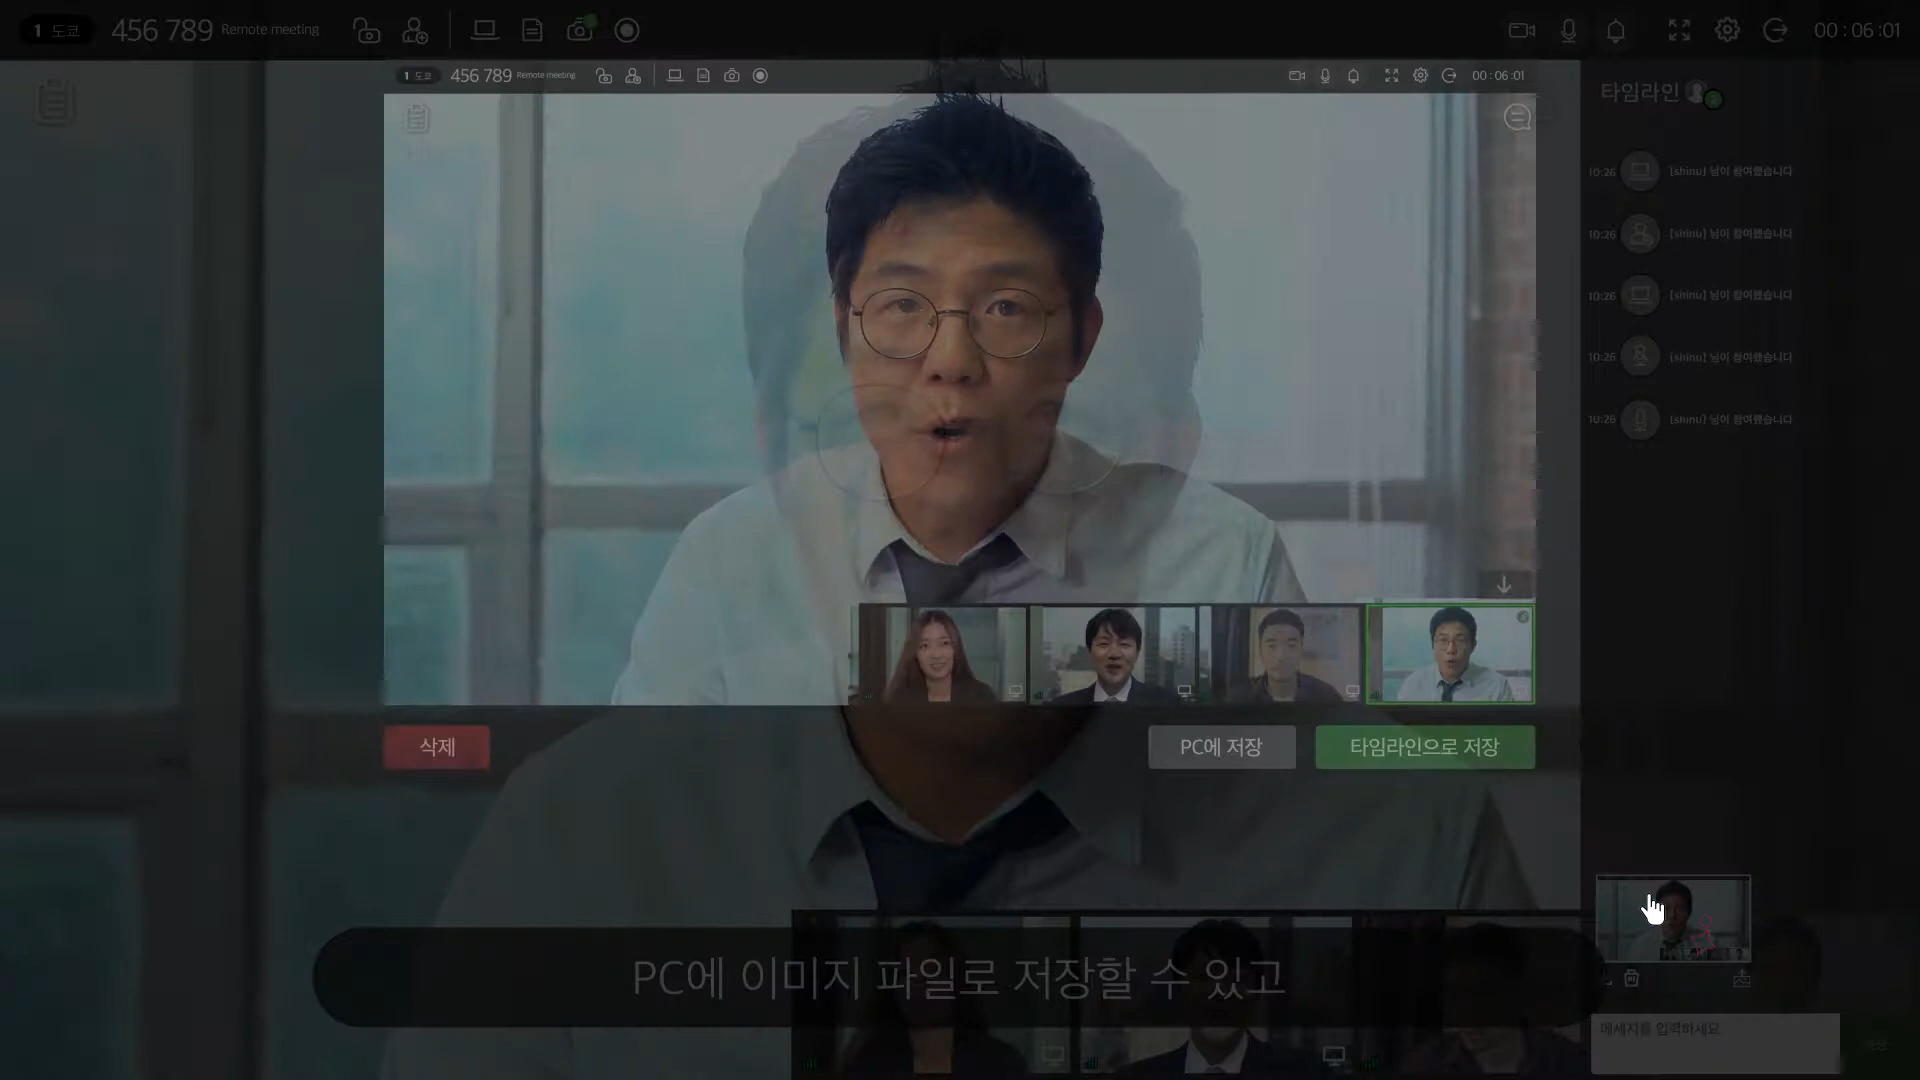 1 도쿄 456 789 Remote meeting 00:06:01
1 도쿄 456 789 Remote meeting 00:06:01
타임라인
10:26 [shinu] 님이 참여했습니다
10:26 [shinu] 님이 참여했습니다
10:26 [shinu] 님이 참여했습니다
10:26 [shinu] 님이 참여했습니다
10:26 [shinu] 님이 참여했습니다
삭제 PC에 저장 타임라인으로 저장
PC에 이미지 파일로 저장할 수 있고
메세지를 입력하세요